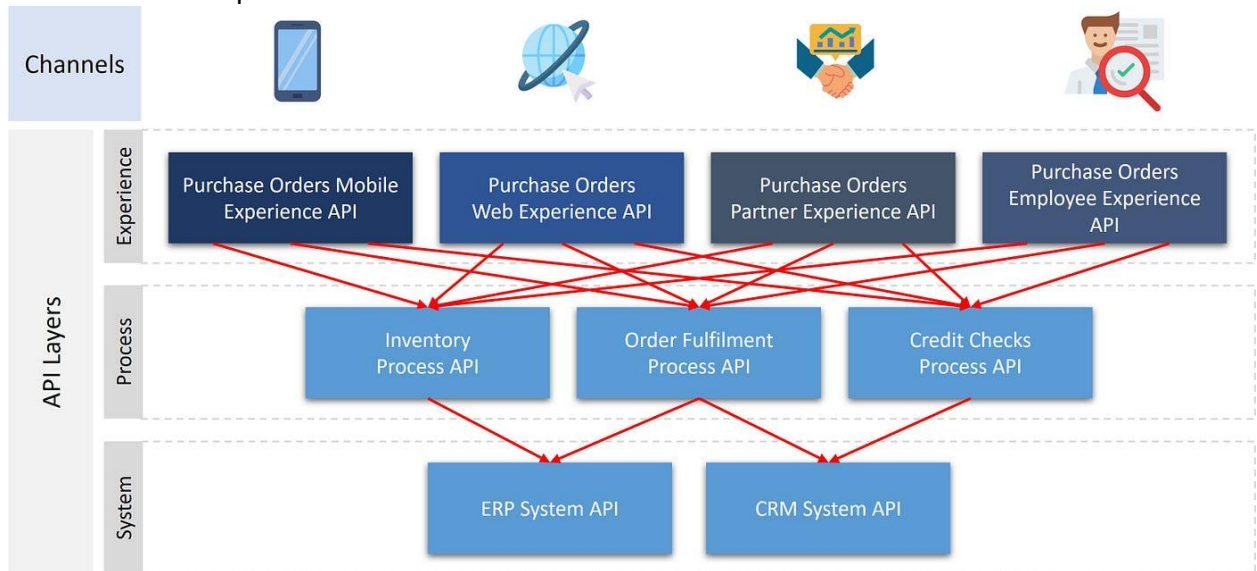 Channels
API Layers
Experience
Purchase Orders Mobile
Experience API
Purchase Orders
Web Experience API
Purchase Orders
Partner Experience API
Purchase Orders
Employee Experience
API
Process
Inventory
Process API
Order Fulfilment
Process API
Credit Checks
Process API
System
ERP System API
CRM System API